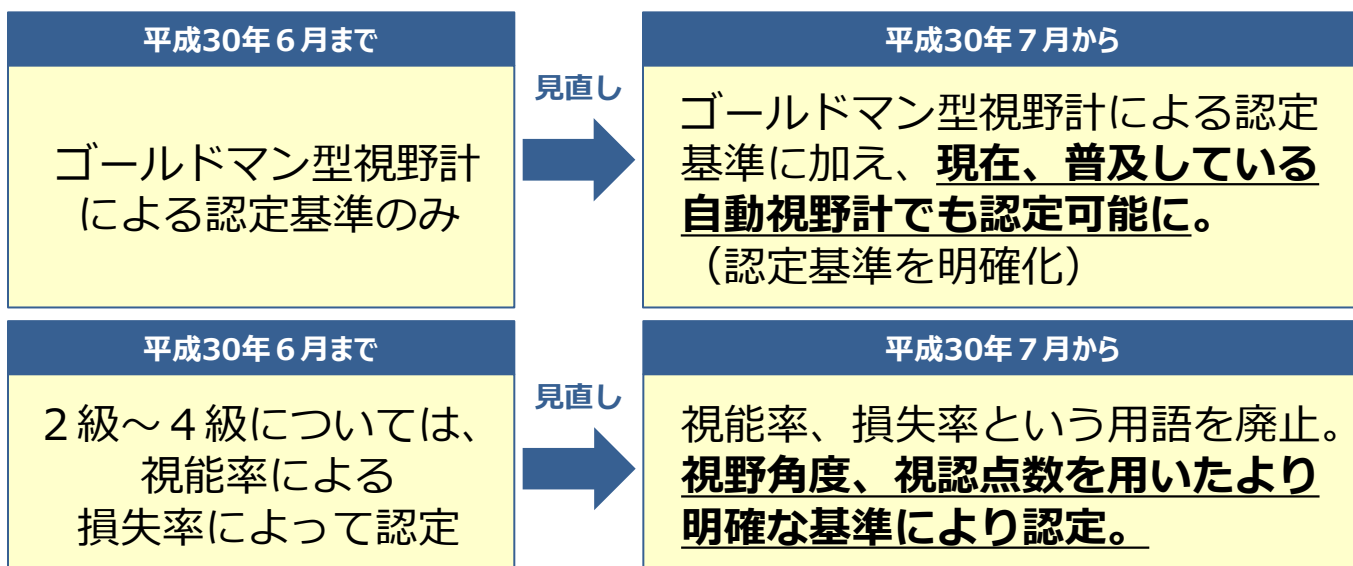 平成30年６月まで
ゴールドマン型視野計
による認定基準のみ
見直し
平成30年７月から
ゴールドマン型視野計による認定
基準に加え、現在、普及している
自動視野計でも認定可能に。
（認定基準を明確化）
平成30年６月まで
２級～４級については、
視能率による
損失率によって認定
見直し
平成30年７月から
視能率、損失率という用語を廃止。
視野角度、視認点数を用いたより
明確な基準により認定。